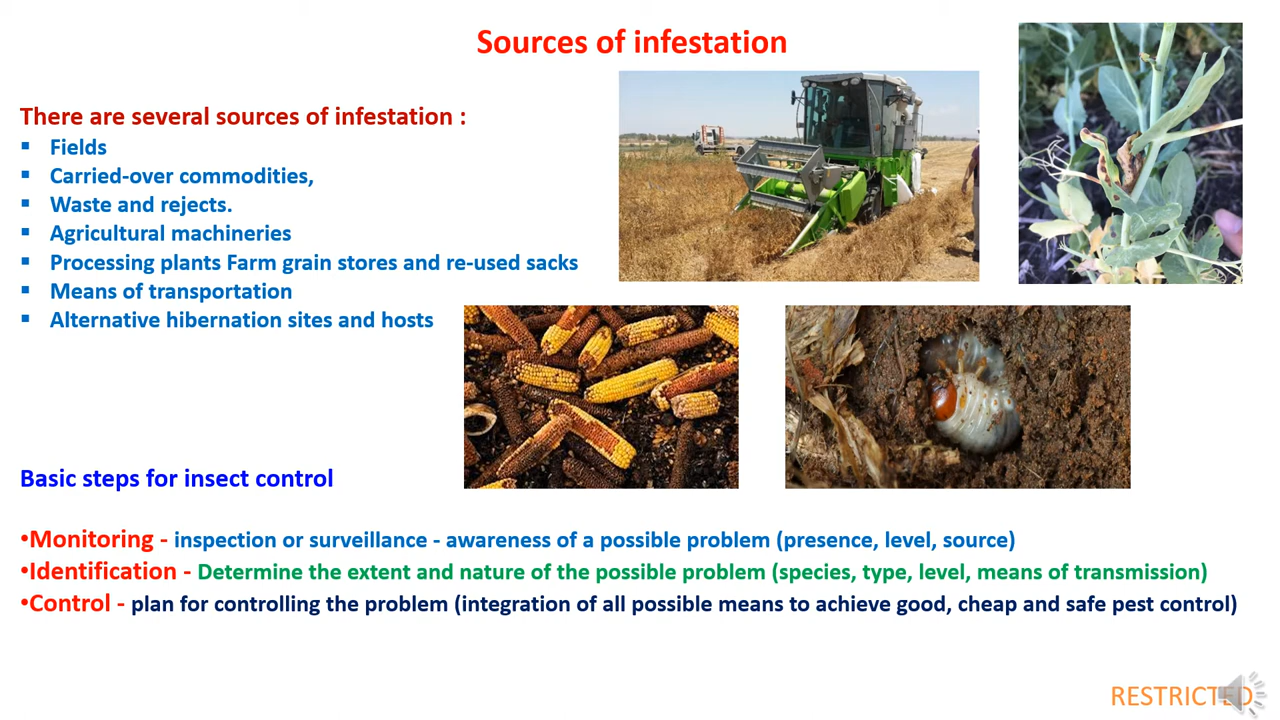 Sources of infestation
There are several sources of infestation :
▪ Fields
▪ Carried-over commodities,
▪ Waste and rejects.
▪ Agricultural machineries
▪ Processing plants Farm grain stores and re-used sacks
▪ Means of transportation
▪ Alternative hibernation sites and hosts
Basic steps for insect control
•Monitoring - inspection or surveillance - awareness of a possible problem (presence, level, source)
•Identification - Determine the extent and nature of the possible problem (species, type, level, means of transmission)
•Control - plan for controlling the problem (integration of all possible means to achieve good, cheap and safe pest control)
RESTRICTED